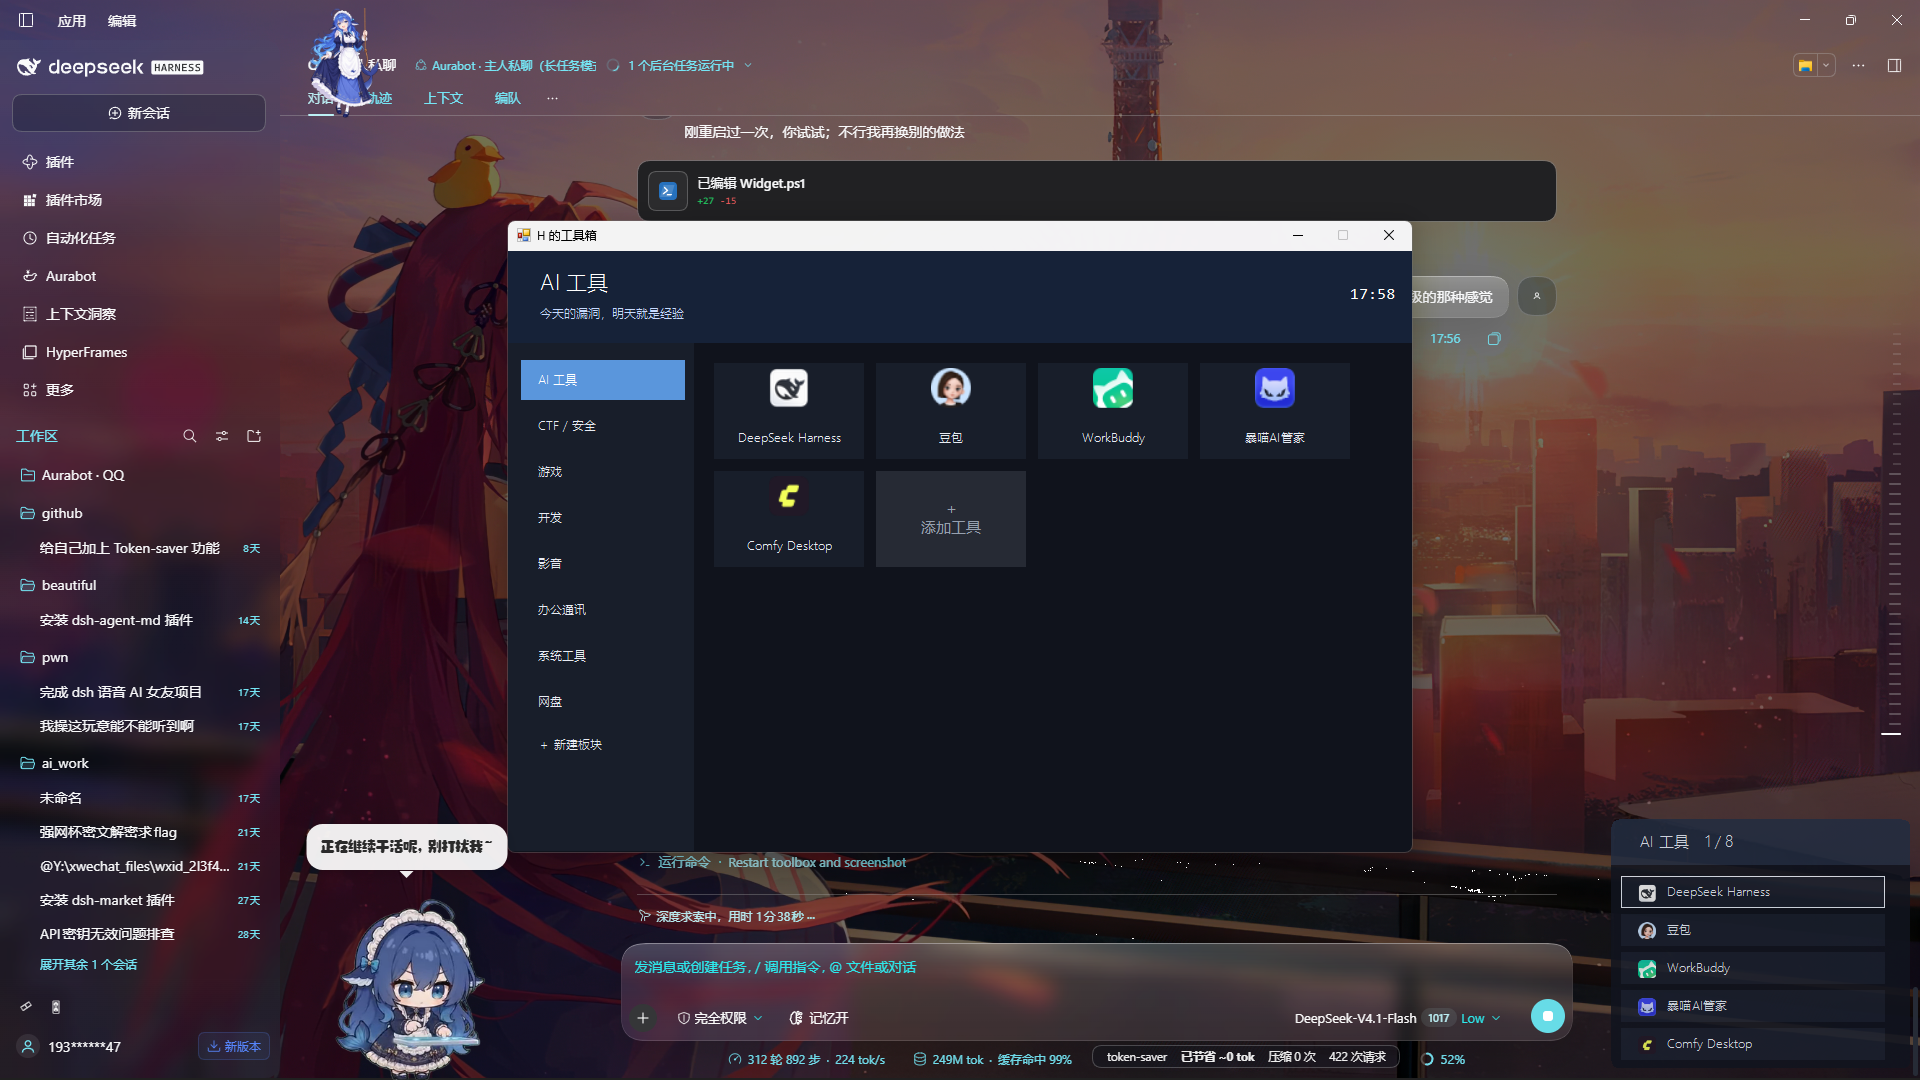 应用 编辑
deepseek HARNESS
新会话
插件
插件市场
自动化任务
Aurabot
上下文洞察
HyperFrames
更多
工作区
Aurabot · QQ
github
给自己加上 Token-saver 功能 8天
beautiful
安装 dsh-agent-md 插件 14天
pwn
完成 dsh 语音 AI 女友项目 17天
我操这玩意能不能听到啊 17天
ai_work
未命名 17天
强网杯密文解密求flag 21天
@Y:\xwechat_files\wxid_2l3f4... 21天
安装 dsh-market 插件 27天
API密钥无效问题排查 28天
展开其余 1 个会话
193******47 新版本
私聊 Aurabot · 主人私聊（长任务模 1 个后台任务运行中
对话 轨迹 上下文 编队 ···
刚重启过一次，你试试；不行我再换别的做法
已编辑 Widget.ps1
+27 -15
级的那种感觉
17:56
H 的工具箱
AI 工具
今天的漏洞，明天就是经验
17:58
AI 工具
CTF / 安全
游戏
开发
影音
办公通讯
系统工具
网盘
+ 新建板块
DeepSeek Harness
豆包
WorkBuddy
暴喵AI管家
Comfy Desktop
+
添加工具
运行命令 · Restart toolbox and screenshot
深度求索中，用时 1分38秒 ...
正在继续干活呢，别打扰我~
发消息或创建任务，/ 调用指令，@ 文件或对话
完全权限 记忆开
DeepSeek-V4.1-Flash 1017 Low
312 轮 892 步 · 224 tok/s 249M tok · 缓存命中 99% token-saver 已节省 ~0 tok 压缩 0 次 422 次请求 52%
AI 工具 1 / 8
DeepSeek Harness
豆包
WorkBuddy
暴喵AI管家
Comfy Desktop